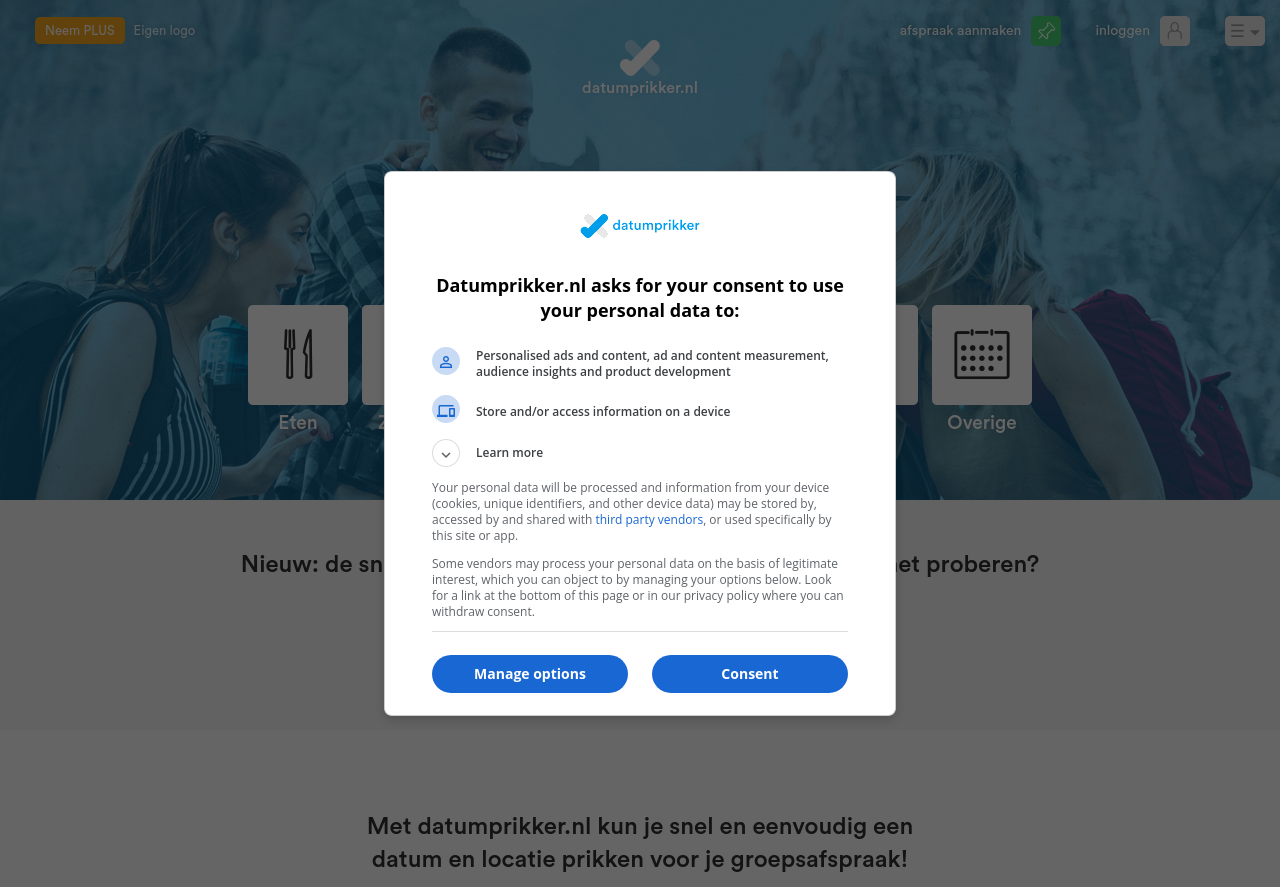 Neem PLUS
Eigen logo
afspraak aanmaken
inloggen
datumprikker.nl
datumprikker
Datumprikker.nl asks for your consent to use
your personal data to:
Personalised ads and content, ad and content measurement,
audience insights and product development
Store and/or access information on a device
Learn more
Your personal data will be processed and information from your device
(cookies, unique identifiers, and other device data) may be stored by,
accessed by and shared with third party vendors, or used specifically by
this site or app.
Some vendors may process your personal data on the basis of legitimate
interest, which you can object to by managing your options below. Look
for a link at the bottom of this page or in our privacy policy where you can
withdraw consent.
Manage options
Consent
Eten
Overige
Nieuw: de
proberen?
Met datumprikker.nl kun je snel en eenvoudig een
datum en locatie prikken voor je groepsafspraak!